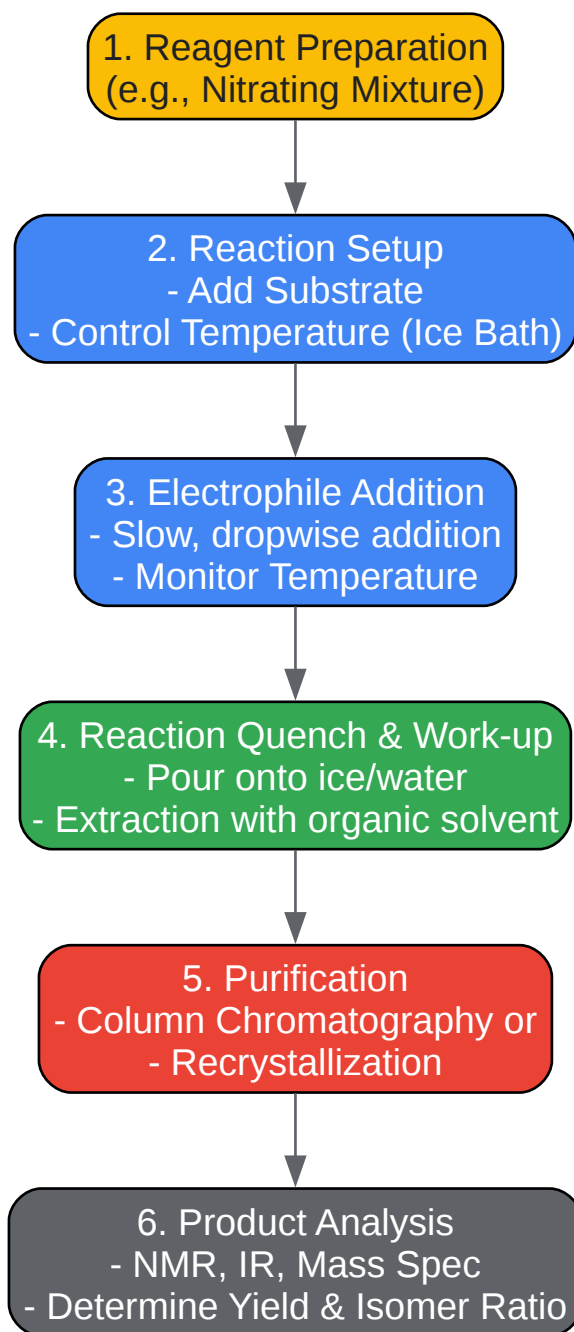 1. Reagent Preparation
(e.g., Nitrating Mixture)
2. Reaction Setup
- Add Substrate
- Control Temperature (Ice Bath)
3. Electrophile Addition
- Slow, dropwise addition
- Monitor Temperature
4. Reaction Quench & Work-up
- Pour onto ice/water
- Extraction with organic solvent
5. Purification
- Column Chromatography or
- Recrystallization
6. Product Analysis
- NMR, IR, Mass Spec
- Determine Yield & Isomer Ratio